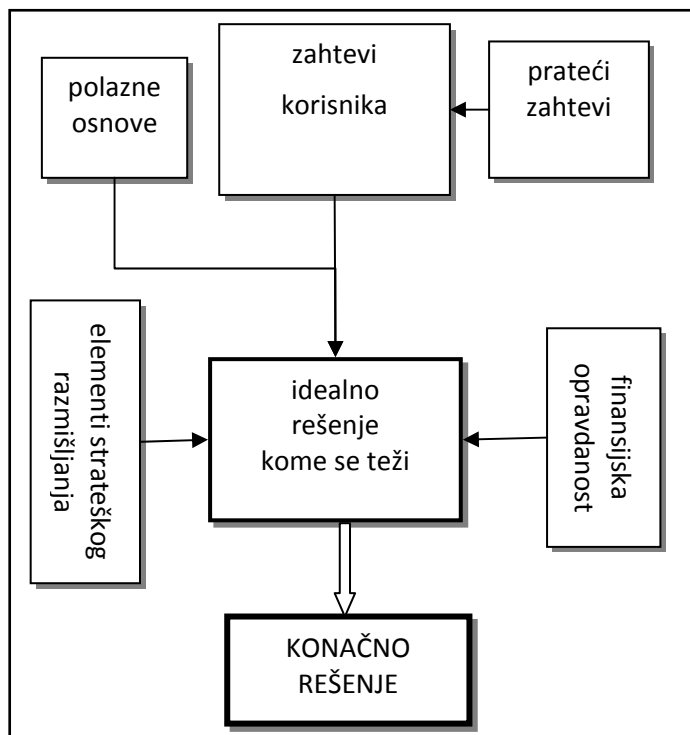 polazne
osnove
zahtevi
korisnika
prateći
zahtevi
elementi strateškog
razmišljanja
idealno
rešenje
kome se teži
finansijska
opravdanost
KONAČNO
REŠENJE